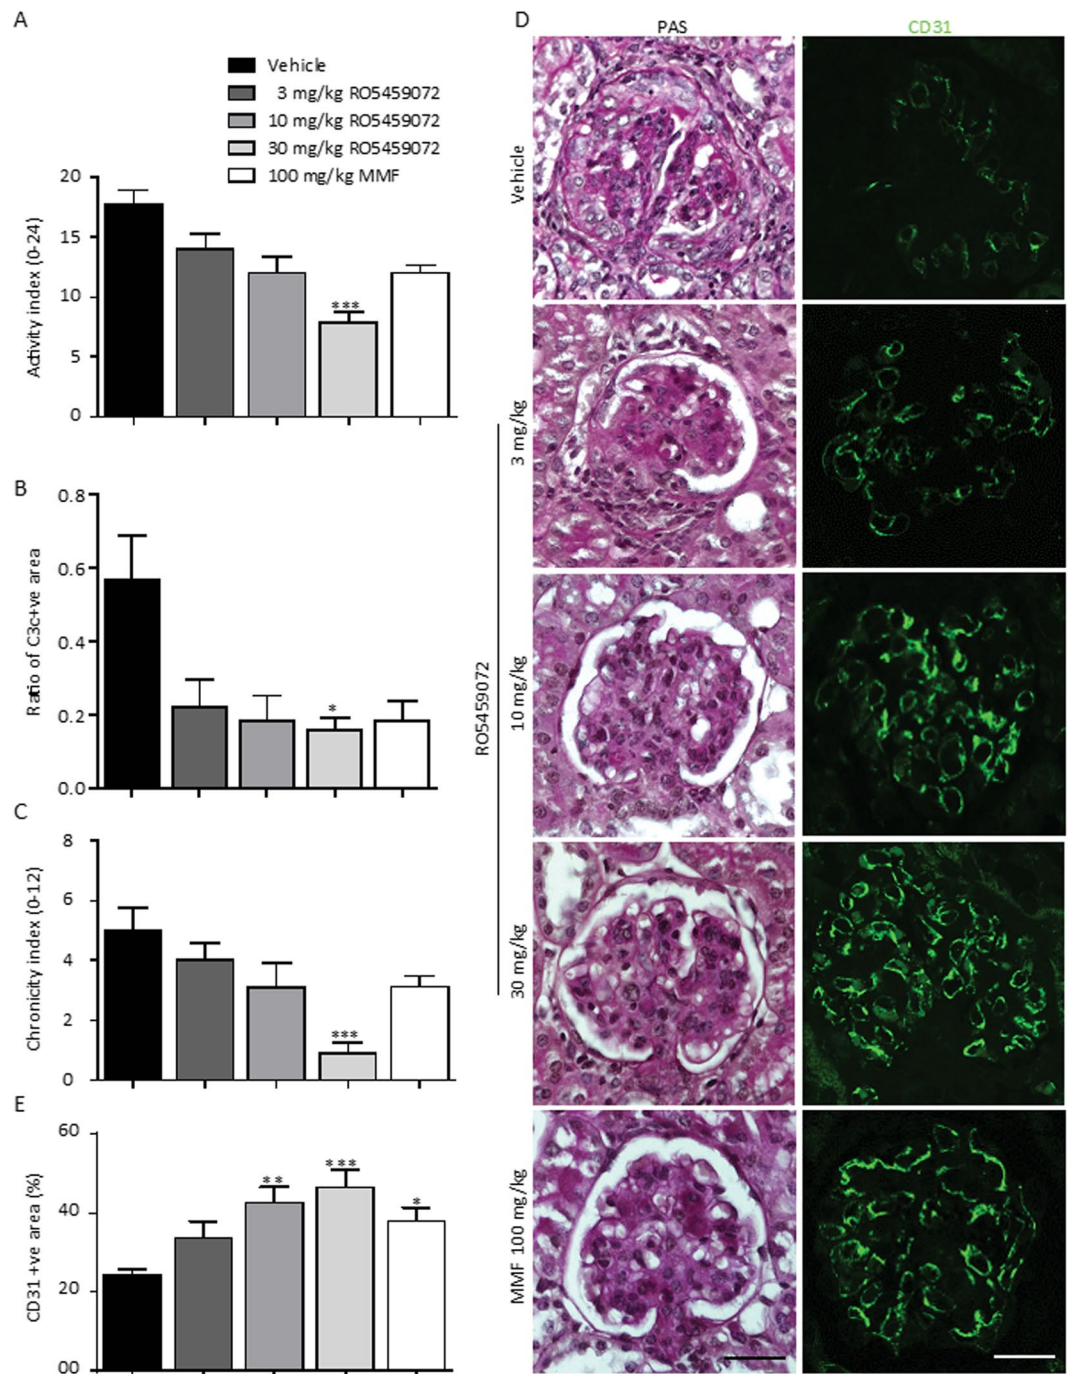 A
Vehicle
3 mg/kg RO5459072
10 mg/kg RO5459072
30 mg/kg RO5459072
100 mg/kg MMF
Activity index (0-24)
20
15
10
5
0
***
B
Ratio of C3c+ve area
0.8
0.6
0.4
0.2
0.0
*
C
Chronicity index (0-12)
8
6
4
2
0
***
E
CD31 +ve area (%)
60
40
20
00
**
***
*
D
PAS
CD31
Vehicle
3 mg/kg
10 mg/kg
30 mg/kg
RO5459072
MMF 100 mg/kg